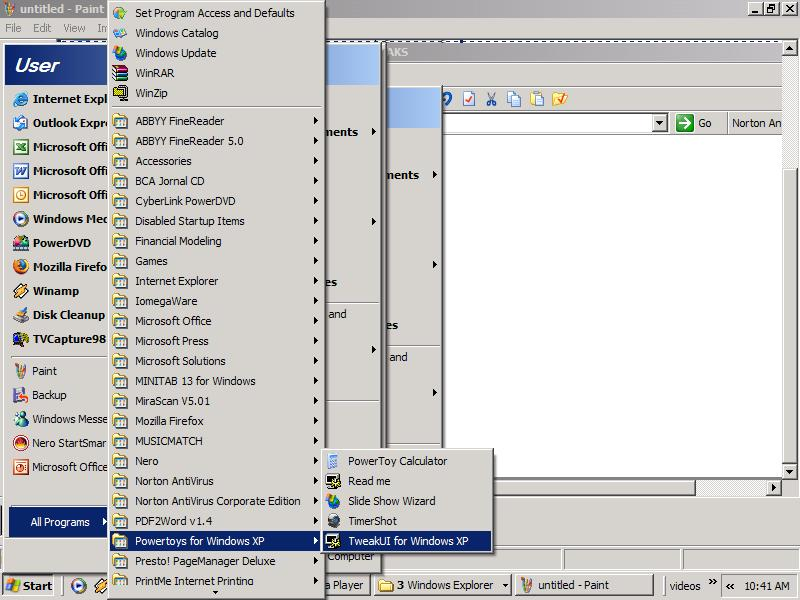 untitled - Paint
File Edit View Im
User
Internet Expl
Outlook Expre
Microsoft Offi
Microsoft Offi
Microsoft Offi
Windows Med
PowerDVD
Mozilla Firefo
Winamp
Disk Cleanup
TVCapture98
Paint
Backup
Windows Messe
Nero StartSmar
Microsoft Office
All Programs
Set Program Access and Defaults
Windows Catalog
Windows Update
WinRAR
WinZip
ABBYY FineReader
ABBYY FineReader 5.0
Accessories
BCA Jornal CD
CyberLink PowerDVD
Disabled Startup Items
Financial Modeling
Games
Internet Explorer
IomegaWare
Microsoft Office
Microsoft Press
Microsoft Solutions
MINITAB 13 for Windows
MiraScan V5.01
Mozilla Firefox
MUSICMATCH
Nero
Norton AntiVirus
Norton AntiVirus Corporate Edition
PDF2Word v1.4
Powertoys for Windows XP
Presto! PageManager Deluxe
PrintMe Internet Printing
PowerToy Calculator
Read me
Slide Show Wizard
TimerShot
TweakUI for Windows XP
ments
es
and
AKS
ments
es
and
Computer
Go
Norton An
Start
a Player
3 Windows Explorer
untitled - Paint
videos » «
10:41 AM